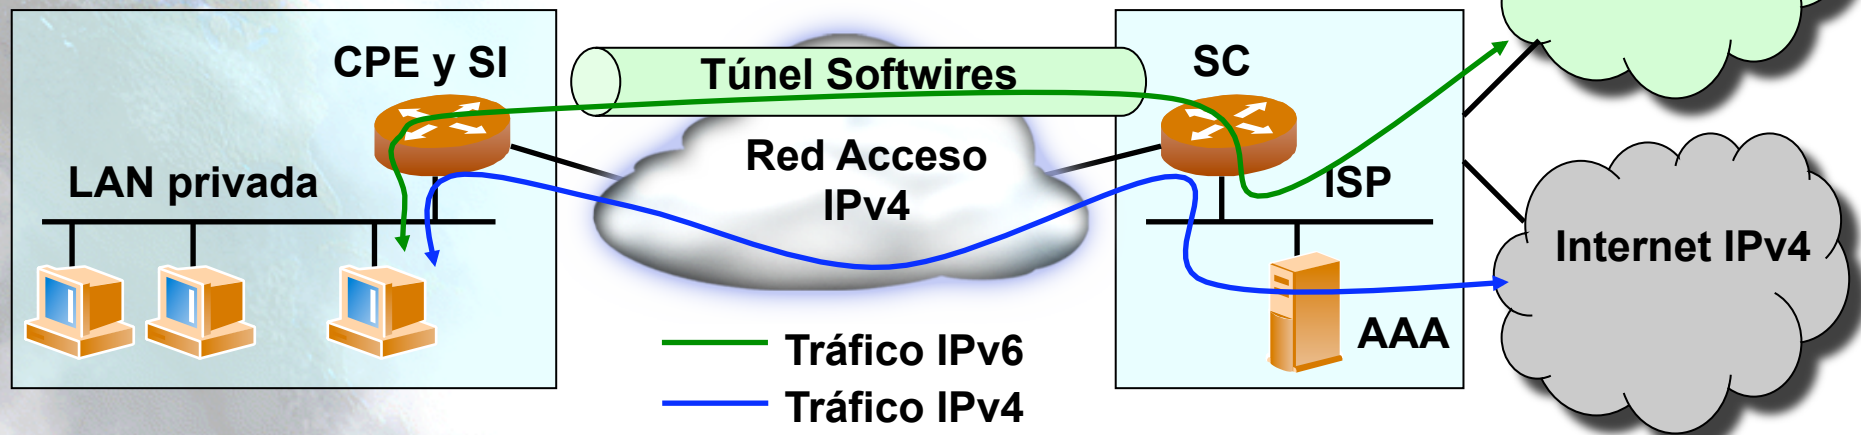 CPE y SI
Túnel Softwires
SC
Red Acceso
IPv4
LAN privada
ISP
Internet IPv4
AAA
Tráfico IPv6
Tráfico IPv4